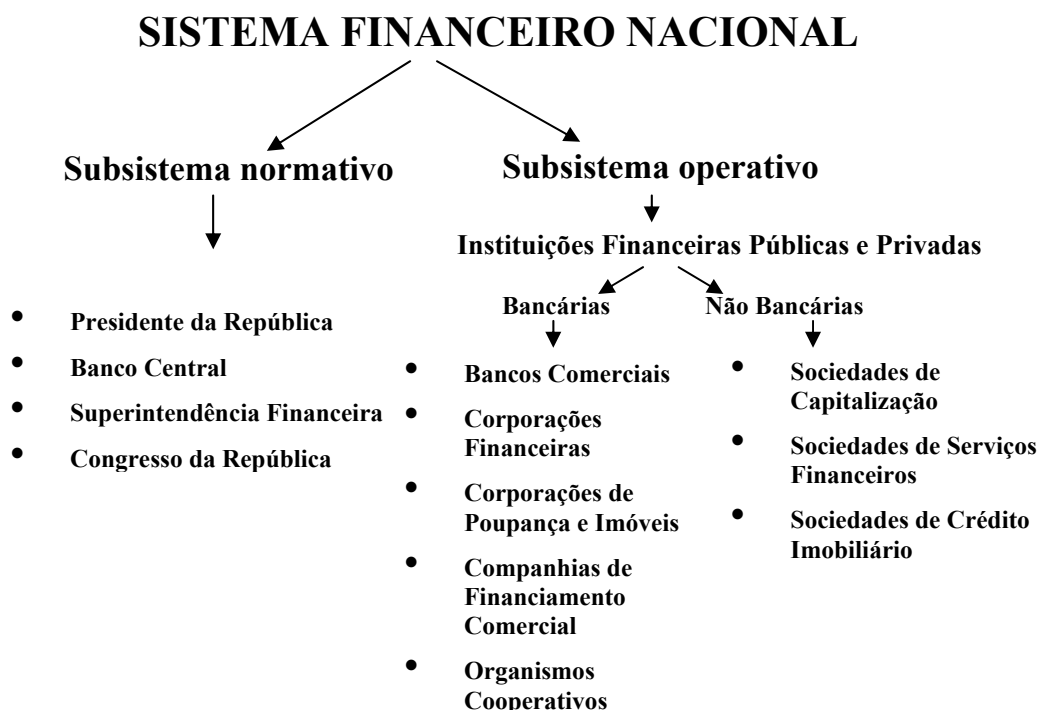 SISTEMA FINANCEIRO NACIONAL
Subsistema normativo
• Presidente da República
• Banco Central
• Superintendência Financeira
• Congresso da República
Subsistema operativo
Instituições Financeiras Públicas e Privadas
Bancárias
• Bancos Comerciais
• Corporações
Financeiras
• Corporações de
Poupança e Imóveis
• Companhias de
Financiamento
Comercial
• Organismos
Cooperativos
Não Bancárias
• Sociedades de
Capitalização
• Sociedades de Serviços
Financeiros
• Sociedades de Crédito
Imobiliário